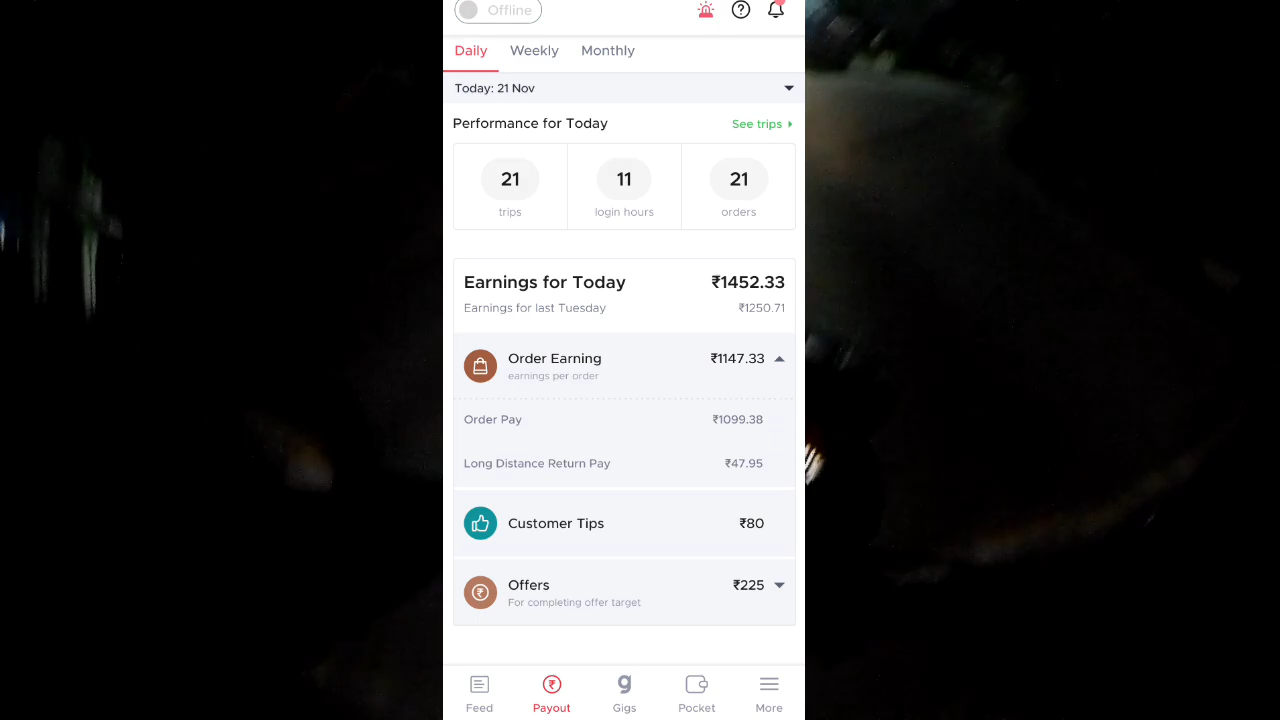 Offline
Daily Weekly Monthly
Today: 21 Nov
Performance for Today See trips
21 11 21
trips login hours orders
Earnings for Today ₹1452.33
Earnings for last Tuesday ₹1250.71
Order Earning ₹1147.33
earnings per order
Order Pay ₹1099.38
Long Distance Return Pay ₹47.95
Customer Tips ₹80
Offers ₹225
For completing offer target
Feed Payout Gigs Pocket More